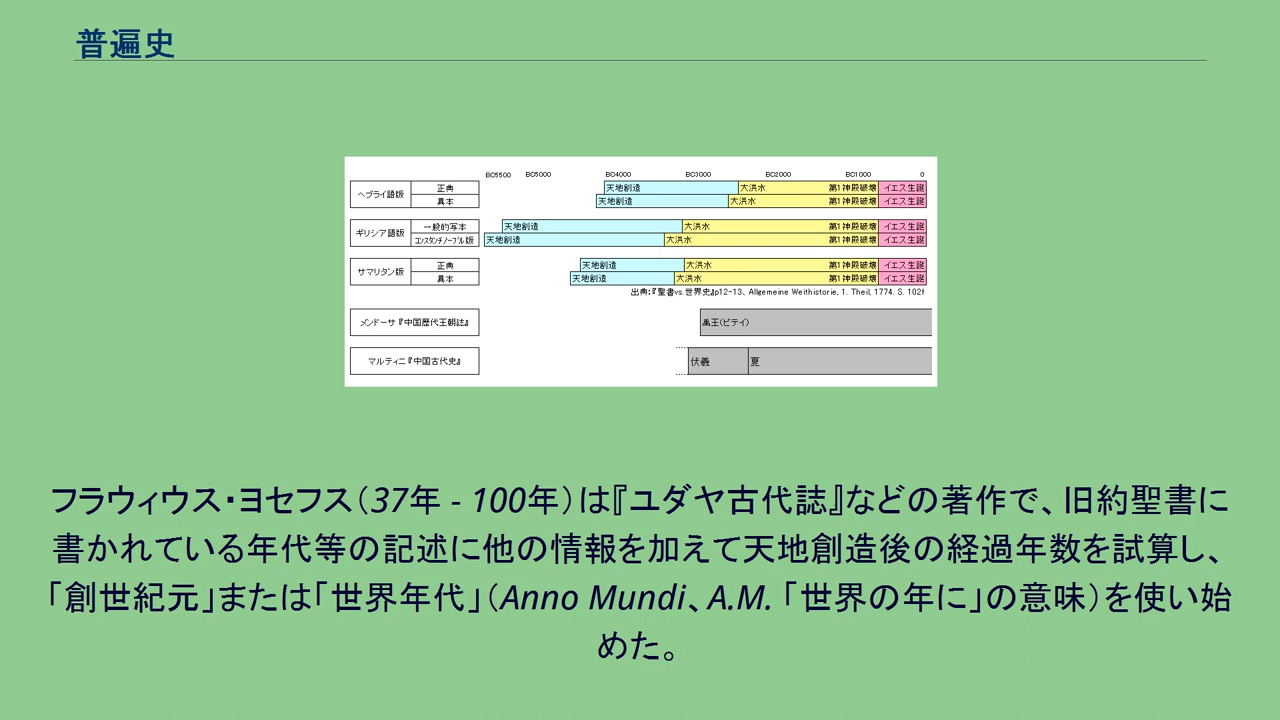 普遍史
BC5500 BC5000 BC4000 BC3000 BC2000 BC1000 0
ヘブライ語版 正典 天地創造 大洪水 第1神殿破壊 イエス生誕
異本 天地創造 大洪水 第1神殿破壊 イエス生誕
ギリシア語版 一般的写本 天地創造 大洪水 第1神殿破壊 イエス生誕
コンスタンチノープル版 天地創造 大洪水 第1神殿破壊 イエス生誕
サマリタン版 正典 天地創造 大洪水 第1神殿破壊 イエス生誕
異本 天地創造 大洪水 第1神殿破壊 イエス生誕
出典:『聖書vs.世界史』p12-13、Allgemeine Weithistorie, 1. Theil, 1774. S. 102f
メンドーサ『中国歴代王朝誌』 禹王(ビテイ)
マルティニ『中国古代史』 伏羲 夏
フラウィウス・ヨセフス（37年 - 100年）は『ユダヤ古代誌』などの著作で、旧約聖書に
書かれている年代等の記述に他の情報を加えて天地創造後の経過年数を試算し、
「創世紀元」または「世界年代」（Anno Mundi、A.M. 「世界の年に」の意味）を使い始
めた。